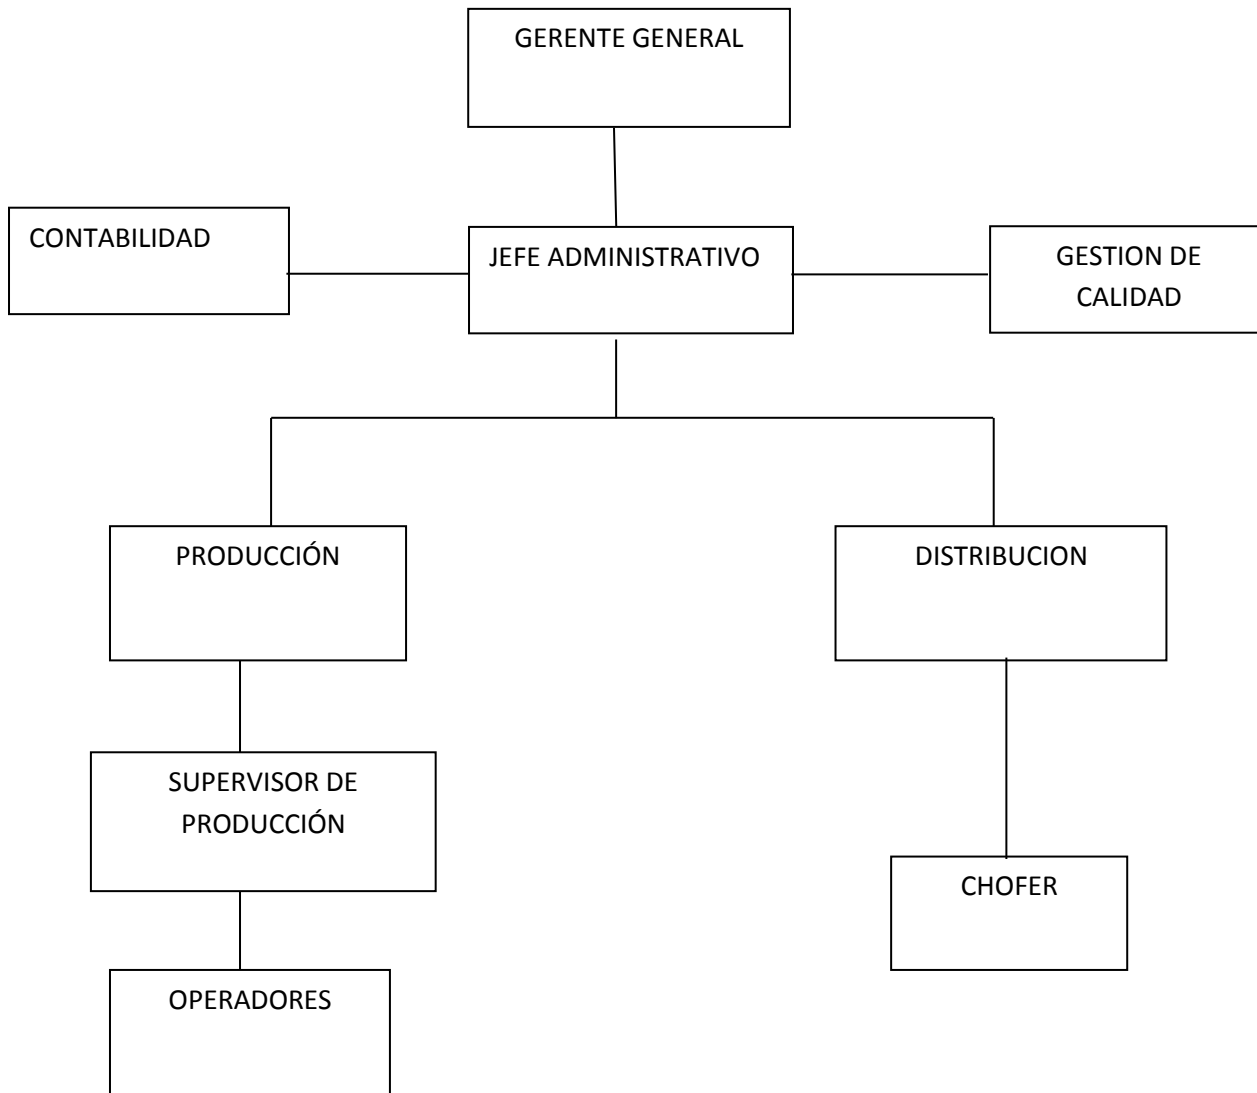 GERENTE GENERAL
CONTABILIDAD
JEFE ADMINISTRATIVO
GESTION DE
CALIDAD
PRODUCCIÓN
DISTRIBUCION
SUPERVISOR DE
PRODUCCIÓN
CHOFER
OPERADORES